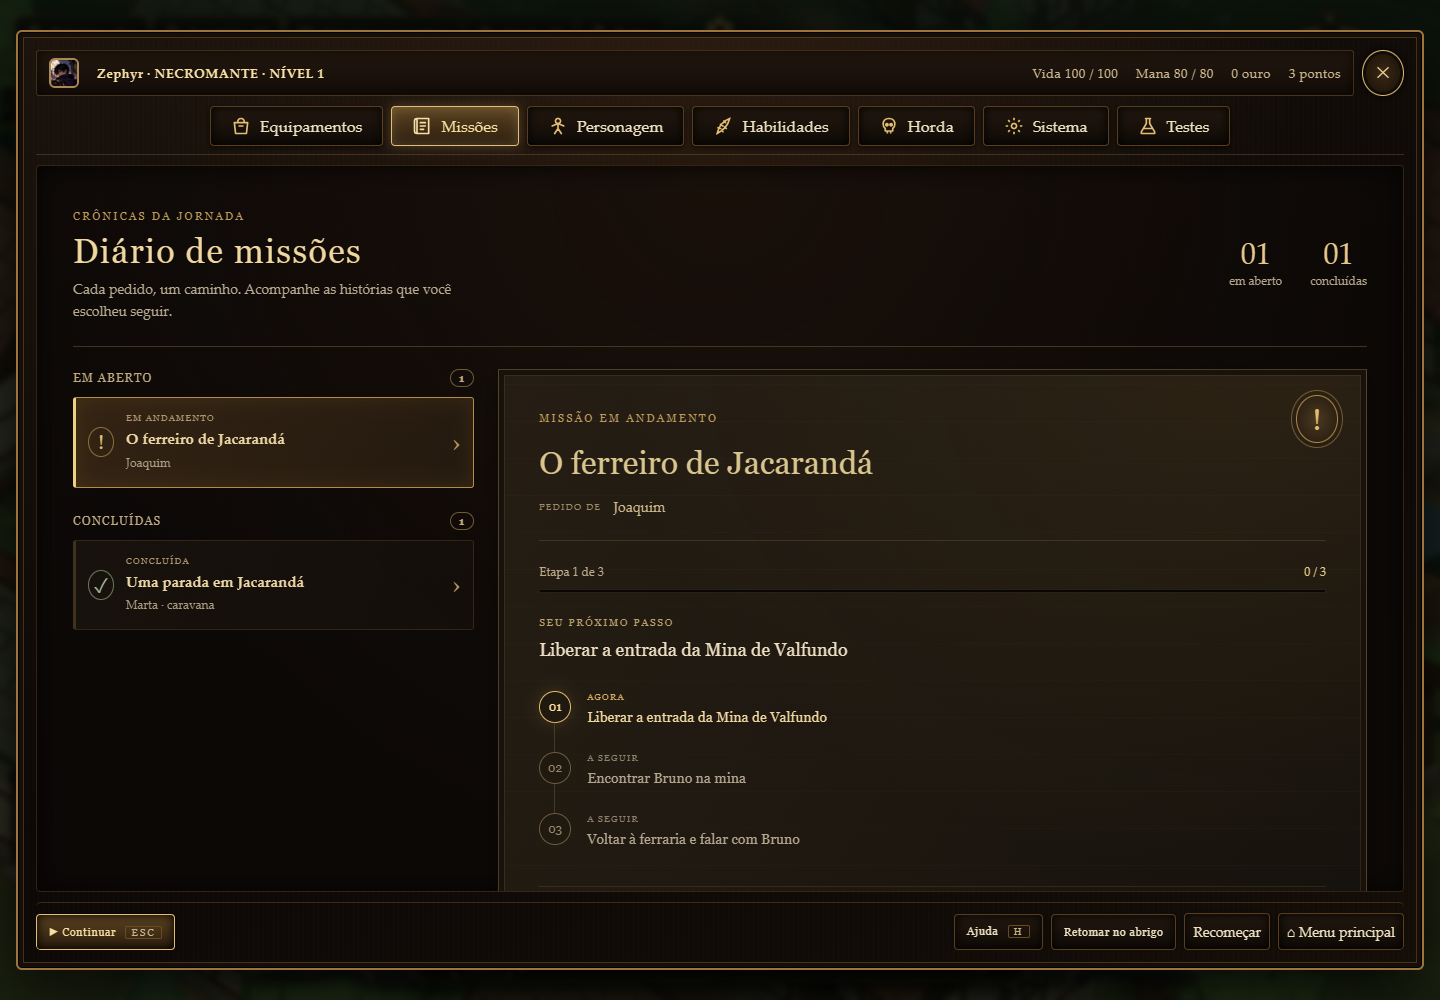 Zephyr · NECROMANTE · NÍVEL 1
Vida 100 / 100 Mana 80 / 80 0 ouro 3 pontos
Equipamentos Missões Personagem Habilidades Horda Sistema Testes
CRÔNICAS DA JORNADA
Diário de missões
Cada pedido, um caminho. Acompanhe as histórias que você
escolheu seguir.
01 01
em aberto concluídas
EM ABERTO 1
EM ANDAMENTO
! O ferreiro de Jacarandá
Joaquim
CONCLUÍDAS 1
CONCLUÍDA
Uma parada em Jacarandá
Marta · caravana
MISSÃO EM ANDAMENTO !
O ferreiro de Jacarandá
PEDIDO DE Joaquim
Etapa 1 de 3 0 / 3
SEU PRÓXIMO PASSO
Liberar a entrada da Mina de Valfundo
AGORA
01 Liberar a entrada da Mina de Valfundo
A SEGUIR
02 Encontrar Bruno na mina
A SEGUIR
03 Voltar à ferraria e falar com Bruno
Continuar ESC
Ajuda H Retomar no abrigo Recomeçar Menu principal